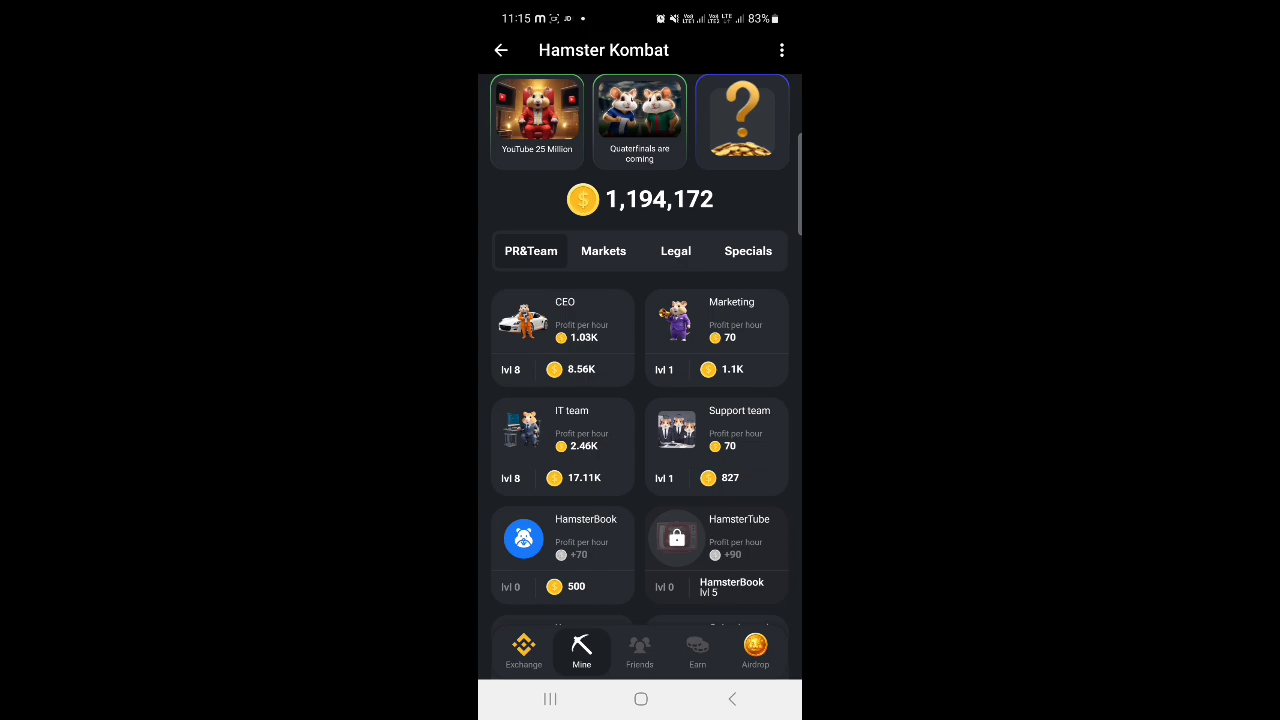 11:15 m JD • 83%
Hamster Kombat
YouTube 25 Million
Quaterfinals are
coming
1,194,172
PR&Team Markets Legal Specials
CEO
Profit per hour
1.03K
lvl 8 8.56K
Marketing
Profit per hour
70
lvl 1 1.1K
IT team
Profit per hour
2.46K
lvl 8 17.11K
Support team
Profit per hour
70
lvl 1 827
HamsterBook
Profit per hour
+70
lvl 0 500
HamsterTube
Profit per hour
+90
lvl 0 HamsterBook
lvl 5
Exchange Mine Friends Earn Airdrop